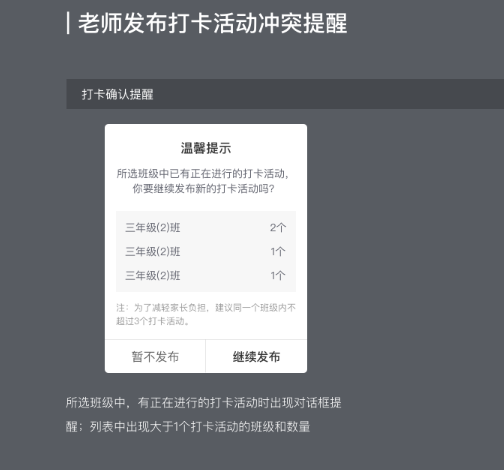 老师发布打卡活动冲突提醒
打卡确认提醒
温馨提示
所选班级中已有正在进行的打卡活动,
你要继续发布新的打卡活动吗?
三年级(2)班 2个
三年级(2)班 1个
三年级(2)班 1个
注: 为了减轻家长负担, 建议同一个班级内不
超过3个打卡活动。
暂不发布 继续发布
所选班级中, 有正在进行的打卡活动时出现对话框提
醒; 列表中出现大于1个打卡活动的班级和数量